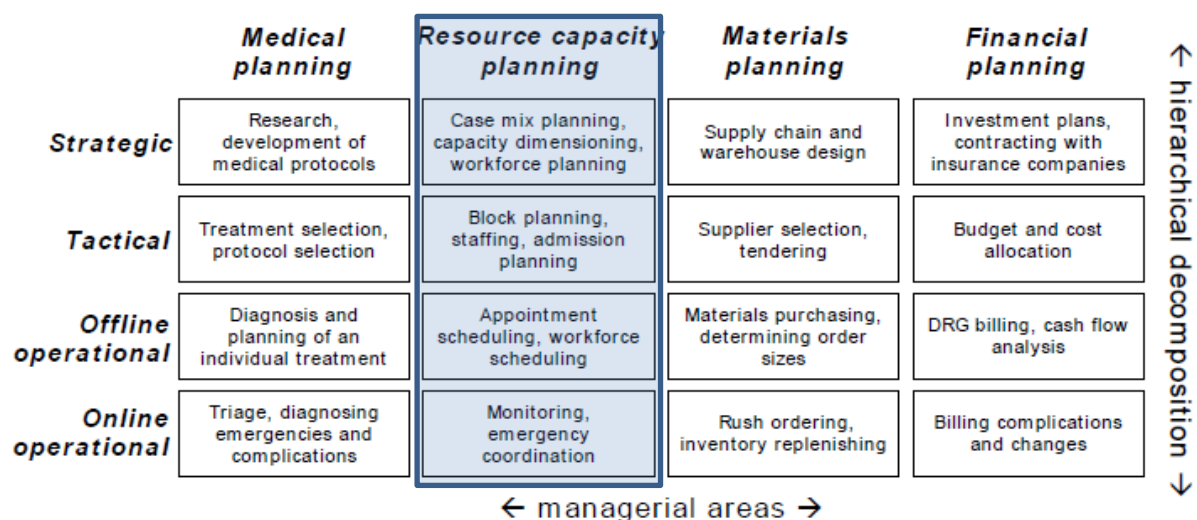 Medical
planning
Resource capacity
planning
Materials
planning
Financial
planning
Strategic
Research,
development of
medical protocols
Case mix planning,
capacity dimensioning,
workforce planning
Supply chain and
warehouse design
Investment plans,
contracting with
insurance companies
Tactical
Treatment selection,
protocol selection
Block planning,
staffing, admission
planning
Supplier selection,
tendering
Budget and cost
allocation
Offline
operational
Diagnosis and
planning of an
individual treatment
Appointment
scheduling, workforce
scheduling
Materials purchasing,
determining order
sizes
DRG billing, cash flow
analysis
Online
operational
Triage, diagnosing
emergencies and
complications
Monitoring,
emergency
coordination
Rush ordering,
inventory replenishing
Billing complications
and changes
← managerial areas →
← hierarchical decomposition →